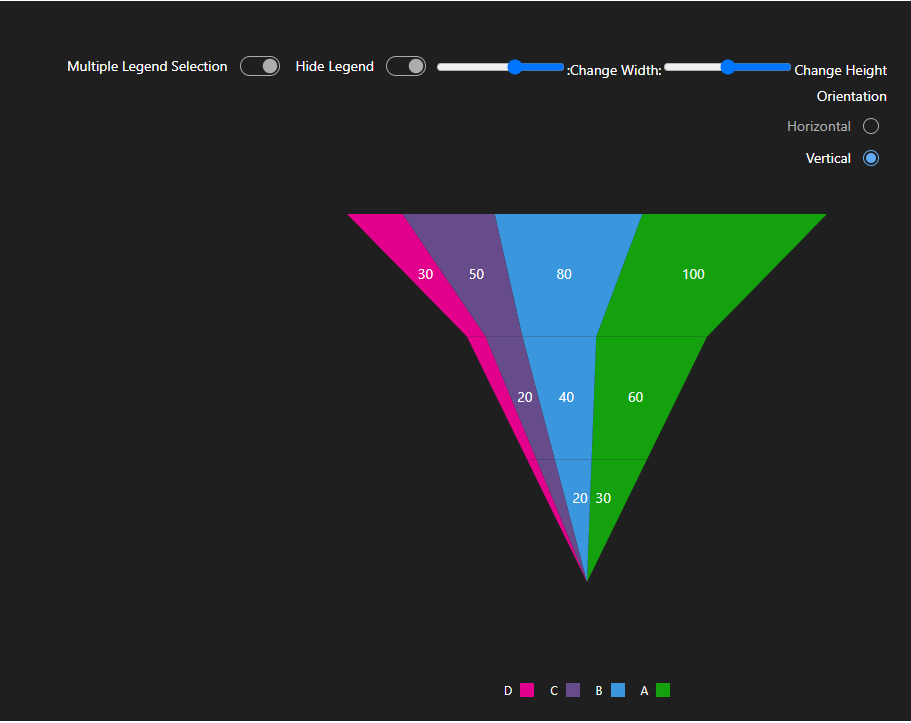 Multiple Legend Selection Hide Legend :Change Width: Change Height
Orientation
Horizontal
Vertical
30 50 80 100
20 40 60
20 30
D C B A